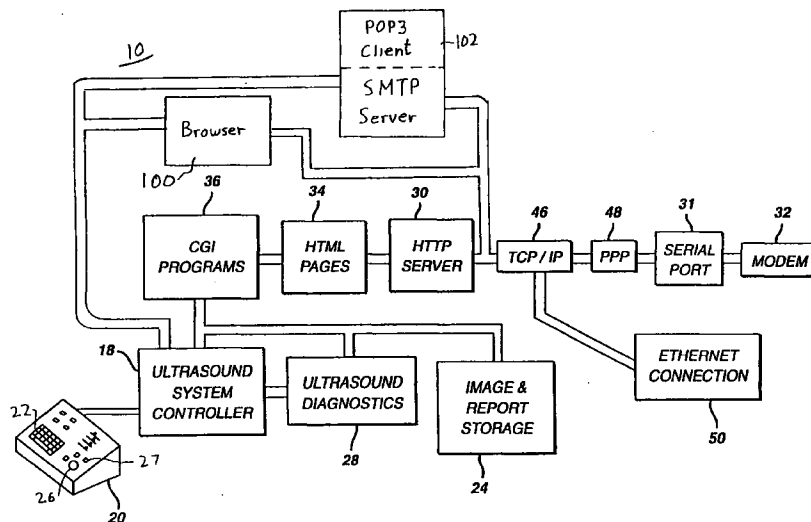 10
POP3
Client
102
SMTP
Server
Browser
100
36
34
30
46
48
31
32
CGI
PROGRAMS
HTML
PAGES
HTTP
SERVER
TCP / IP
PPP
SERIAL
PORT
MODEM
18
ULTRASOUND
SYSTEM
CONTROLLER
ULTRASOUND
DIAGNOSTICS
28
IMAGE &
REPORT
STORAGE
24
ETHERNET
CONNECTION
50
22
26
27
20